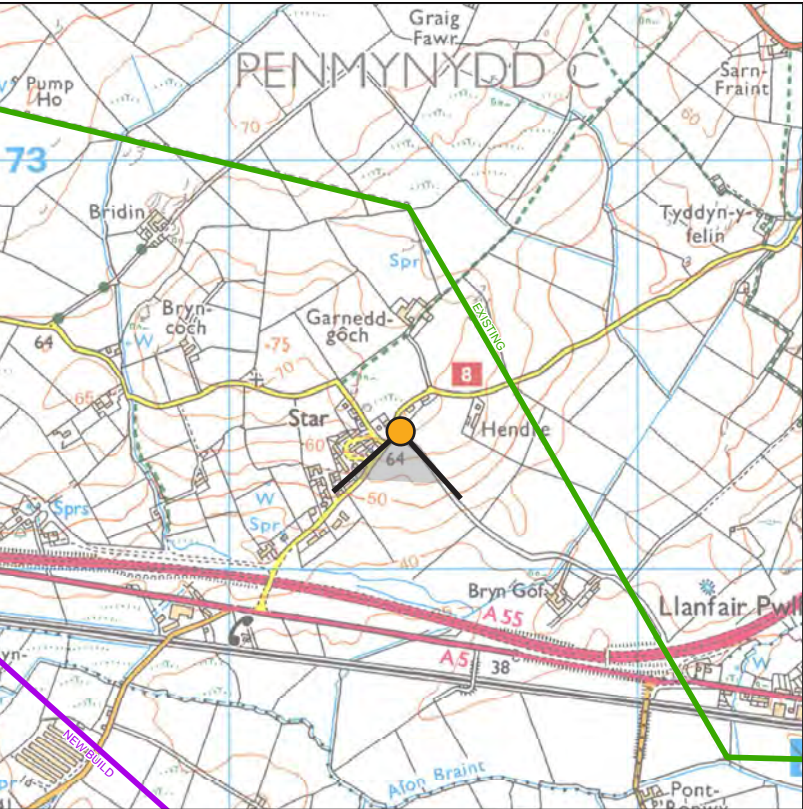 Graig
Fawr
PENMYNYDD C
Pump
Ho
Sarn-
Fraint
70
60
73
Bridin
Tyddyn-y-
felin
Spr
EXISTING
Bryn-
coch
Garnedd-
gôch
64
W
75
70
8
65
Star
Hendre
60
64
50
W
Spr
Sprs
40
Bryn Gof
Llanfair Pwll
A 55
A 5
38
W
NEW BUILD
Afon Braint
Pont-